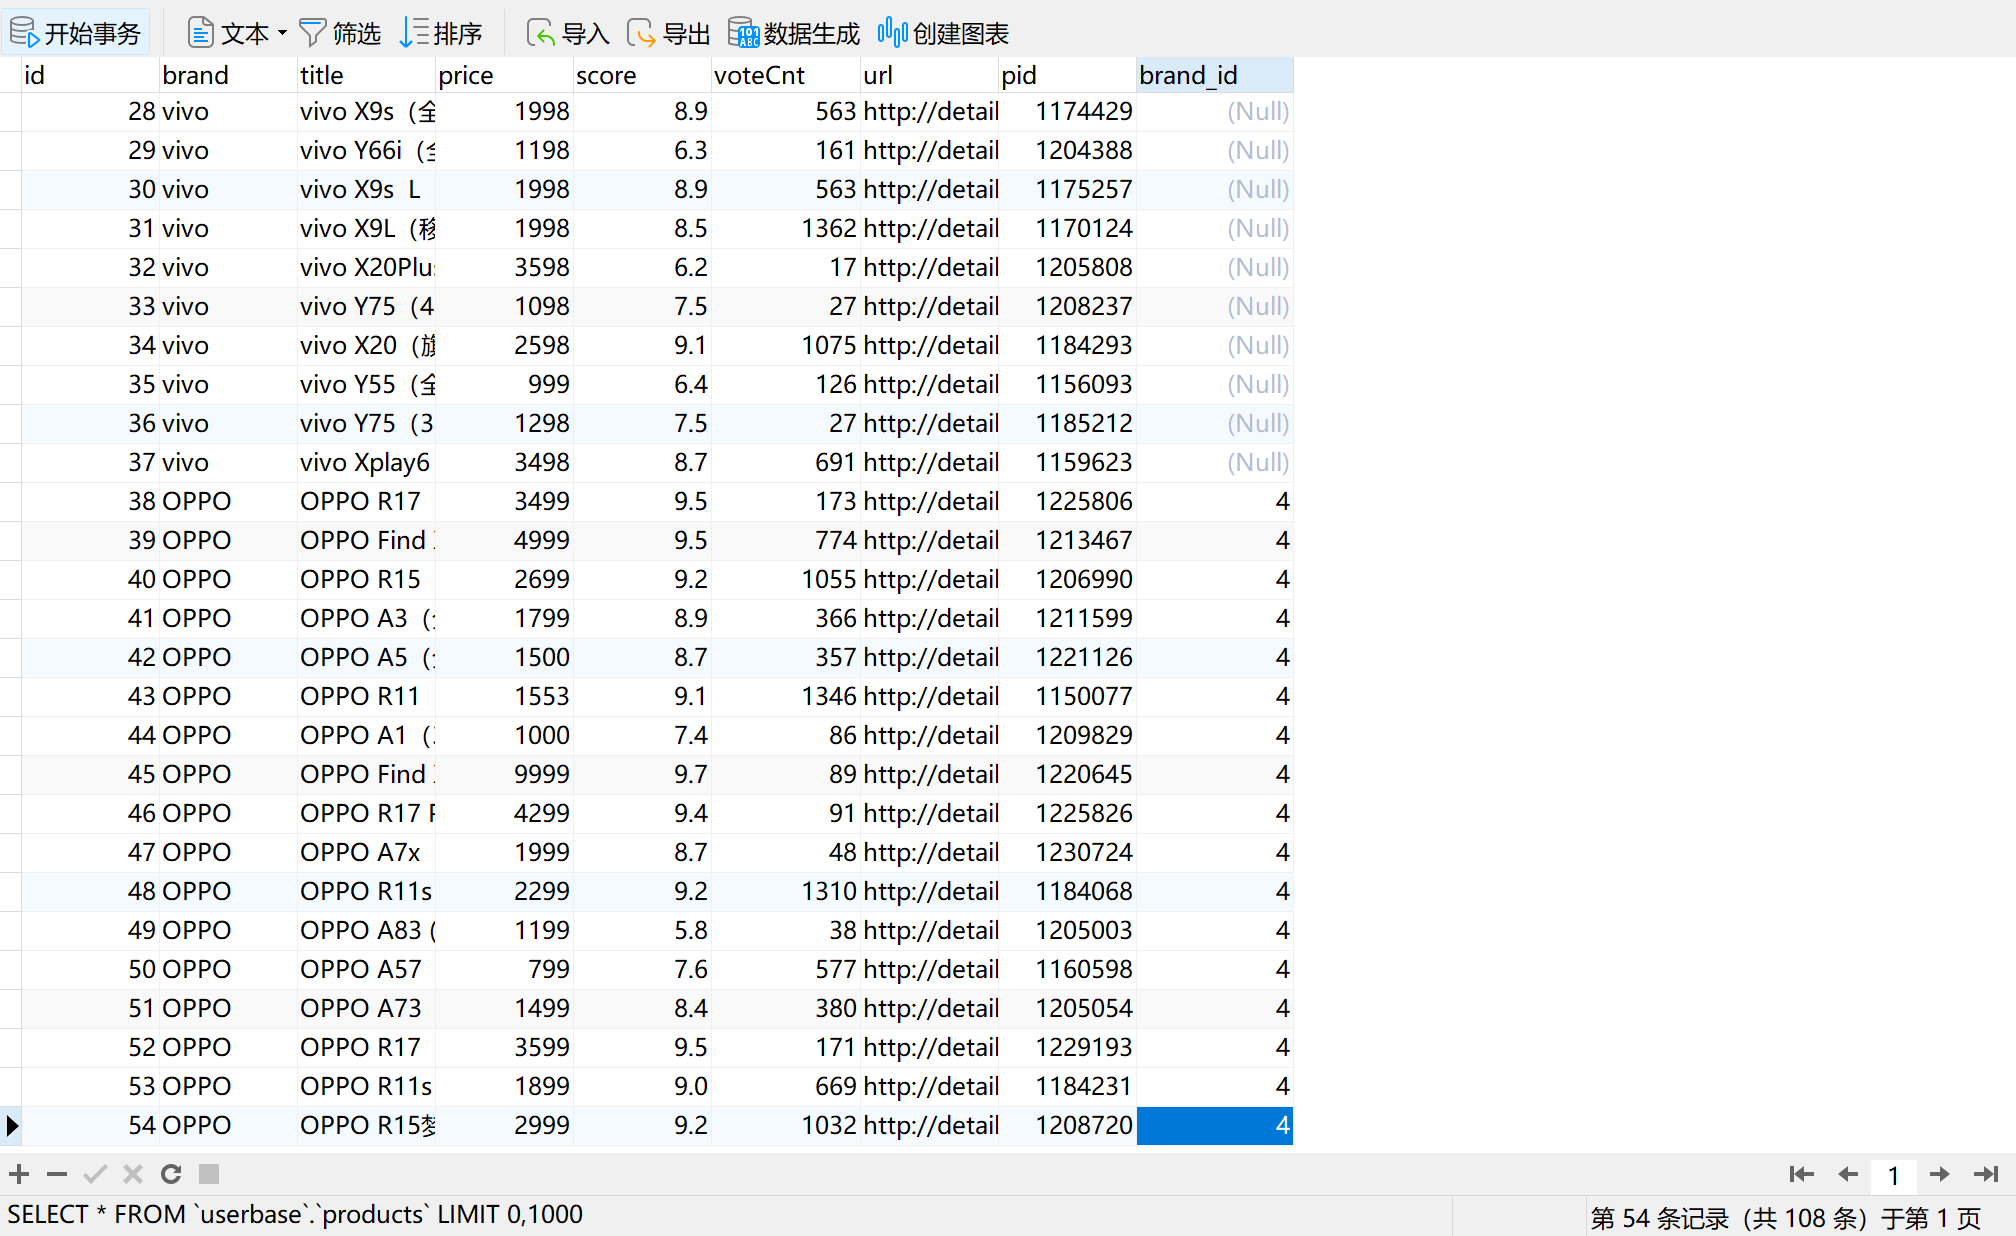 开始事务 文本 筛选 排序 导入 导出 数据生成 创建图表
id brand title price score voteCnt url pid brand_id
28 vivo vivo X9s（全 1998 8.9 563 http://detail 1174429 (Null)
29 vivo vivo Y66i（ 1198 6.3 161 http://detail 1204388 (Null)
30 vivo vivo X9s L 1998 8.9 563 http://detail 1175257 (Null)
31 vivo vivo X9L（移 1998 8.5 1362 http://detail 1170124 (Null)
32 vivo vivo X20Plu 3598 6.2 17 http://detail 1205808 (Null)
33 vivo vivo Y75（4 1098 7.5 27 http://detail 1208237 (Null)
34 vivo vivo X20（旗 2598 9.1 1075 http://detail 1184293 (Null)
35 vivo vivo Y55（全 999 6.4 126 http://detail 1156093 (Null)
36 vivo vivo Y75（3 1298 7.5 27 http://detail 1185212 (Null)
37 vivo vivo Xplay6 3498 8.7 691 http://detail 1159623 (Null)
38 OPPO OPPO R17 3499 9.5 173 http://detail 1225806 4
39 OPPO OPPO Find 4999 9.5 774 http://detail 1213467 4
40 OPPO OPPO R15 2699 9.2 1055 http://detail 1206990 4
41 OPPO OPPO A3（ 1799 8.9 366 http://detail 1211599 4
42 OPPO OPPO A5（ 1500 8.7 357 http://detail 1221126 4
43 OPPO OPPO R11 1553 9.1 1346 http://detail 1150077 4
44 OPPO OPPO A1（ 1000 7.4 86 http://detail 1209829 4
45 OPPO OPPO Find 9999 9.7 89 http://detail 1220645 4
46 OPPO OPPO R17 4299 9.4 91 http://detail 1225826 4
47 OPPO OPPO A7x 1999 8.7 48 http://detail 1230724 4
48 OPPO OPPO R11s 2299 9.2 1310 http://detail 1184068 4
49 OPPO OPPO A83 ( 1199 5.8 38 http://detail 1205003 4
50 OPPO OPPO A57 799 7.6 577 http://detail 1160598 4
51 OPPO OPPO A73 1499 8.4 380 http://detail 1205054 4
52 OPPO OPPO R17 3599 9.5 171 http://detail 1229193 4
53 OPPO OPPO R11s 1899 9.0 669 http://detail 1184231 4
54 OPPO OPPO R15梦 2999 9.2 1032 http://detail 1208720 4
1
SELECT * FROM `userbase`.`products` LIMIT 0,1000 第 54 条记录（共 108 条）于第 1 页